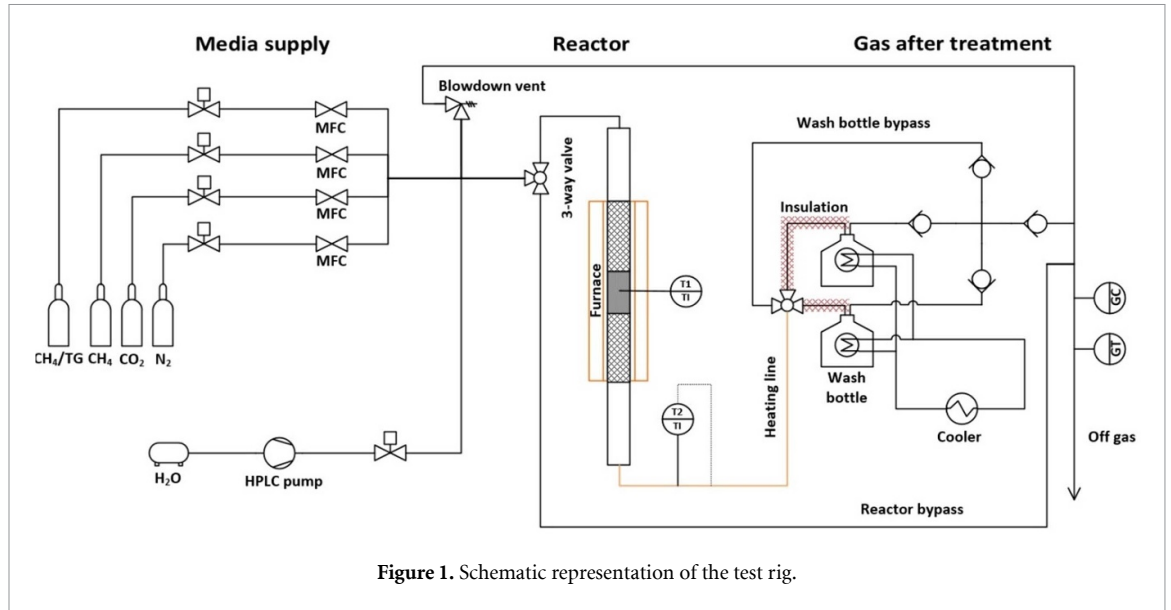 Media supply
Reactor
Gas after treatment
Blowdown vent
MFC
MFC
MFC
MFC
CH₄/TG CH₄ CO₂ N₂
H₂O
HPLC pump
3-way valve
Furnace
T1
TI
T2
TI
Heating line
Wash bottle bypass
Insulation
Wash
bottle
Cooler
GC
GT
Off gas
Reactor bypass
Figure 1. Schematic representation of the test rig.